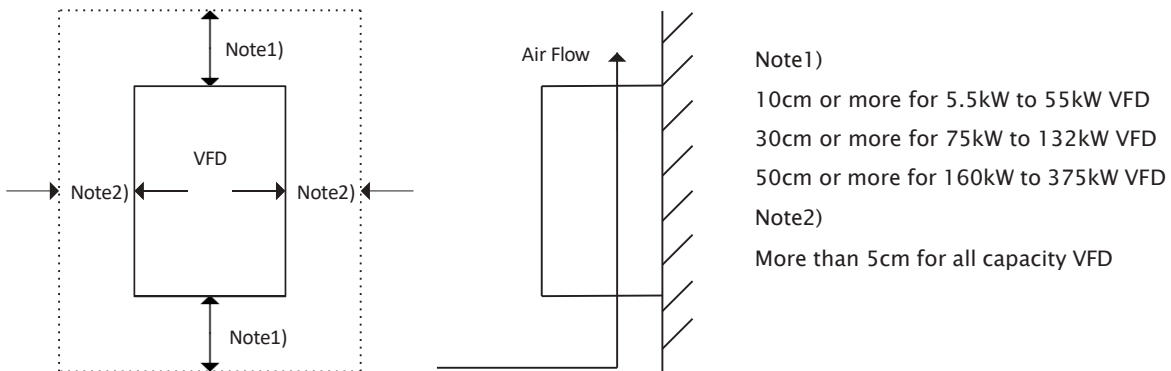 Note1)
VFD
Note2)
Note2)
Note1)
Air Flow
Note1)
10cm or more for 5.5kW to 55kW VFD
30cm or more for 75kW to 132kW VFD
50cm or more for 160kW to 375kW VFD
Note2)
More than 5cm for all capacity VFD